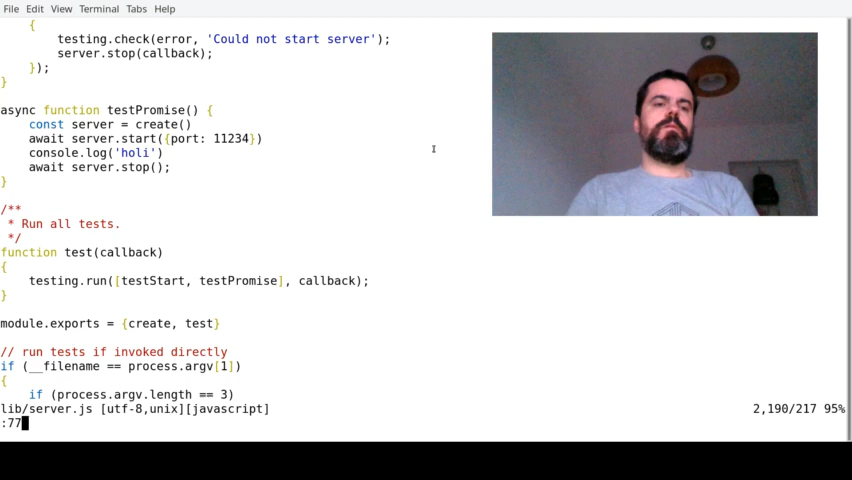 File Edit View Terminal Tabs Help
{
testing.check(error, 'Could not start server');
server.stop(callback);
});
}
async function testPromise() {
const server = create()
await server.start({port: 11234})
console.log('holi')
await server.stop();
}
/**
* Run all tests.
*/
function test(callback)
{
testing.run([testStart, testPromise], callback);
}
module.exports = {create, test}
// run tests if invoked directly
if (__filename == process.argv[1])
{
if (process.argv.length == 3)
lib/server.js [utf-8,unix][javascript] 2,190/217 95%
:77